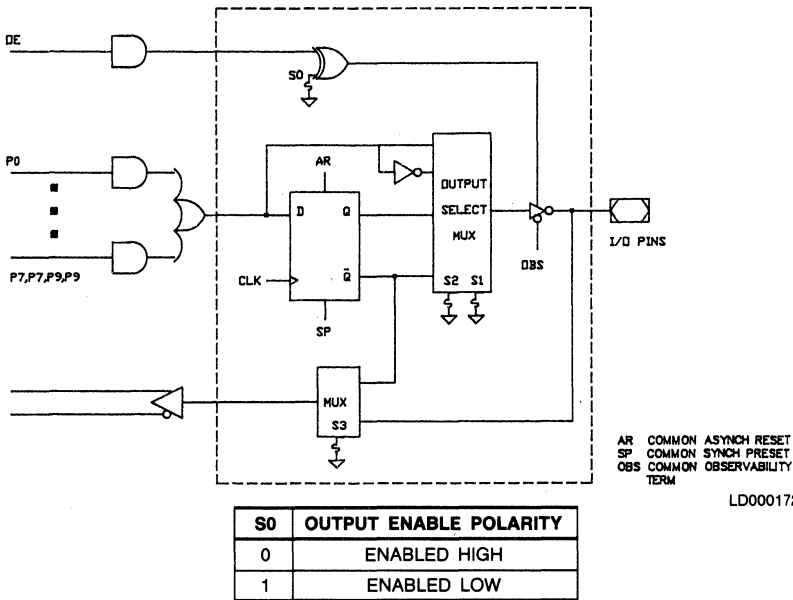 OE
S0
P0
AR
OUTPUT
D Q
SELECT
MUX
I/O PINS
CLK
Q̅
S2 S1
OBS
P7,P7,P9,P9
SP
MUX
S3
AR COMMON ASYNCH RESET
SP COMMON SYNCH PRESET
OBS COMMON OBSERVABILITY
TERM
LD000172
S0 OUTPUT ENABLE POLARITY
0 ENABLED HIGH
1 ENABLED LOW